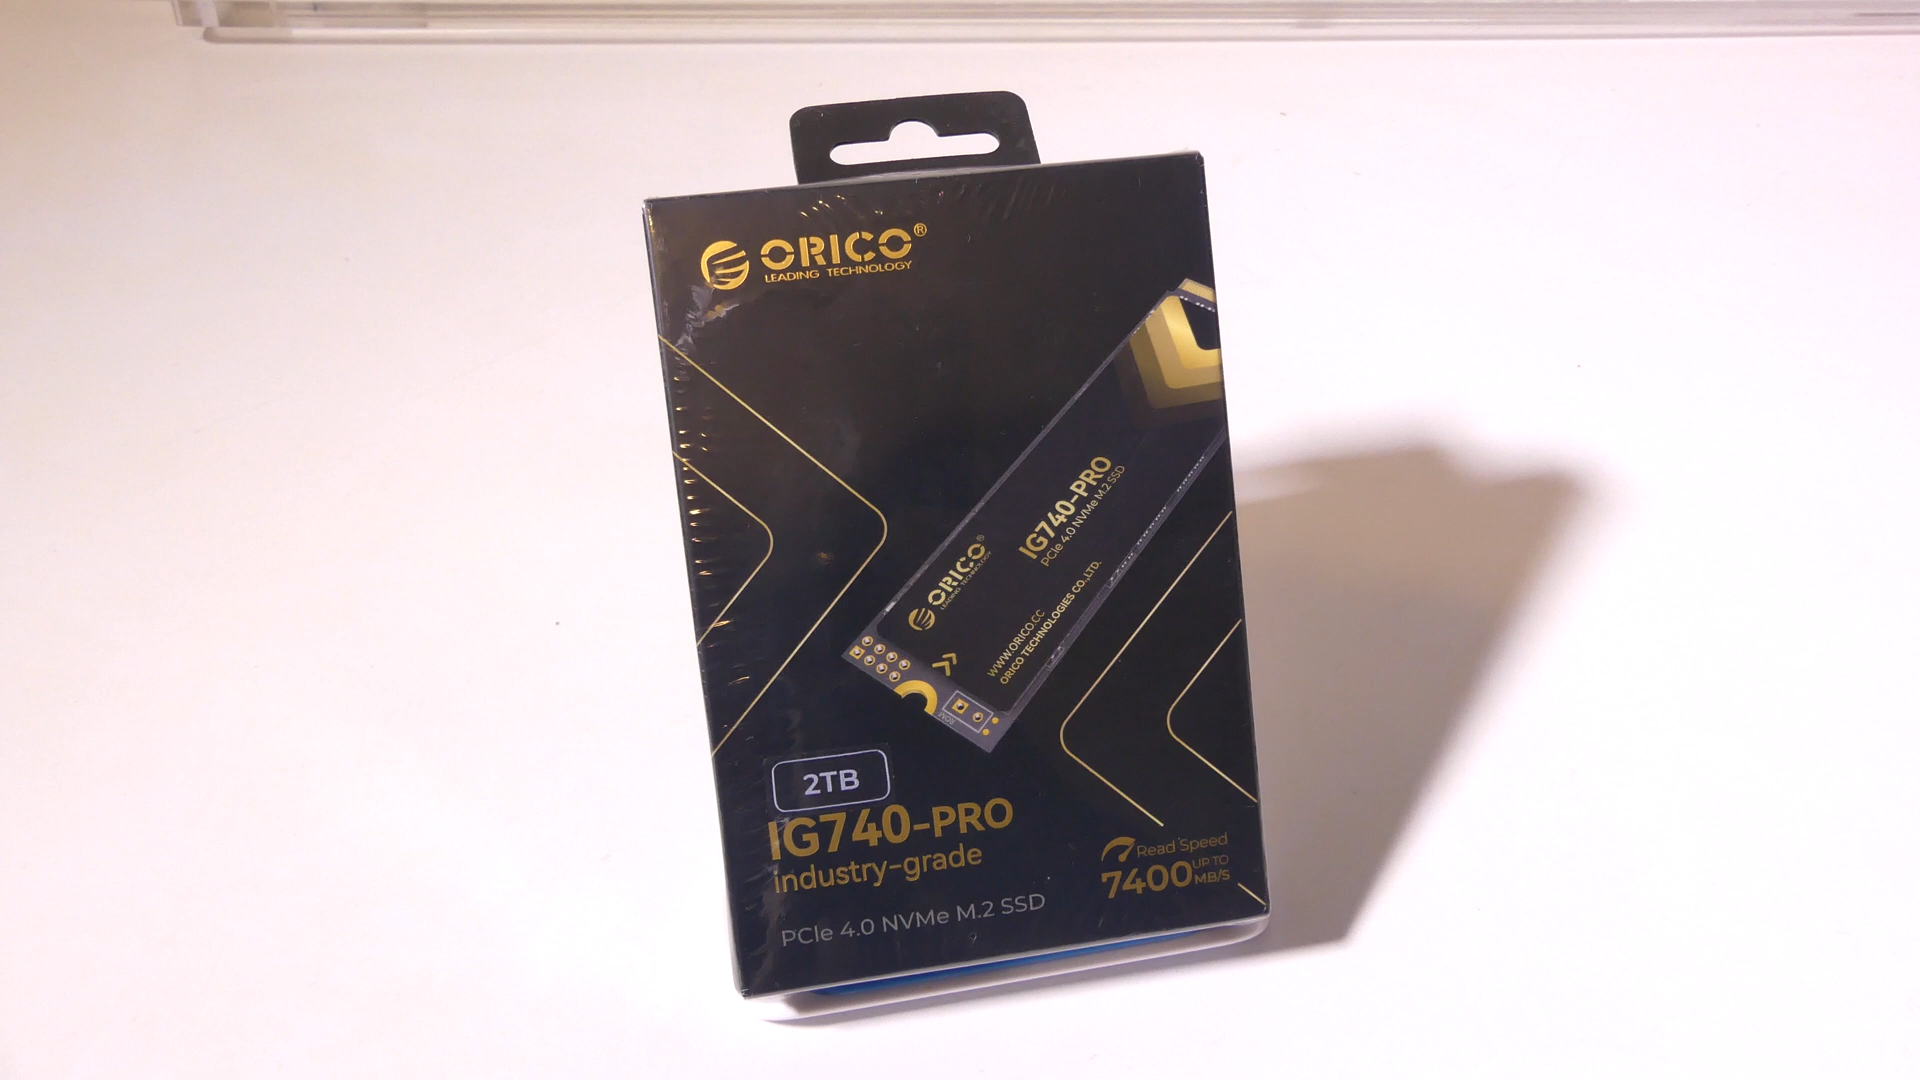 ORICO®
LEADING TECHNOLOGY
IG740-PRO
PCIe 4.0 NVMe M.2 SSD
ORICO®
LEADING TECHNOLOGY
WWW.ORICO.CC
ORICO TECHNOLOGIES CO.,LTD.
ROM
2TB
IG740-PRO
industry-grade
PCIe 4.0 NVMe M.2 SSD
Read Speed
7400 UP TO MB/S